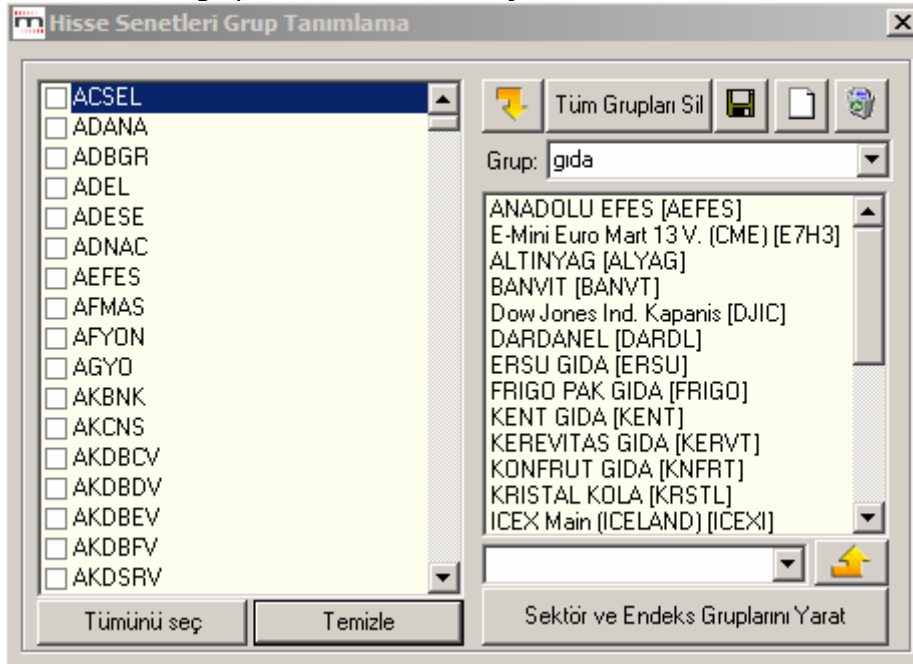 Hisse Senetleri Grup Tanımlama
ACSEL
ADANA
ADBGR
ADEL
ADESE
ADNAC
AEFES
AFMAS
AFYON
AGYO
AKBNK
AKCNS
AKDBCV
AKDBDV
AKDBEV
AKDBFV
AKDSRV
Tümünü seç
Temizle
Tüm Grupları Sil
Grup: gıda
ANADOLU EFES [AEFES]
E-Mini Euro Mart 13 V. (CME) [E7H3]
ALTINYAG [ALYAG]
BANVIT [BANVT]
Dow Jones Ind. Kapanis [DJIC]
DARDANEL [DARDL]
ERSU GIDA [ERSU]
FRIGO PAK GIDA [FRIGO]
KENT GIDA [KENT]
KEREVITAS GIDA [KERVT]
KONFRUT GIDA [KNFRT]
KRISTAL KOLA [KRSTL]
ICEX Main (ICELAND) [ICEXI]
Sektör ve Endeks Gruplarını Yarat